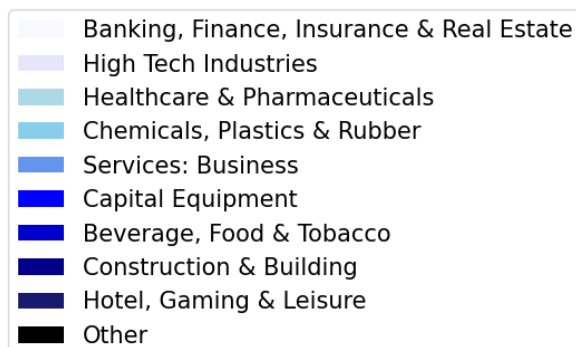 Banking, Finance, Insurance & Real Estate
High Tech Industries
Healthcare & Pharmaceuticals
Chemicals, Plastics & Rubber
Services: Business
Capital Equipment
Beverage, Food & Tobacco
Construction & Building
Hotel, Gaming & Leisure
Other